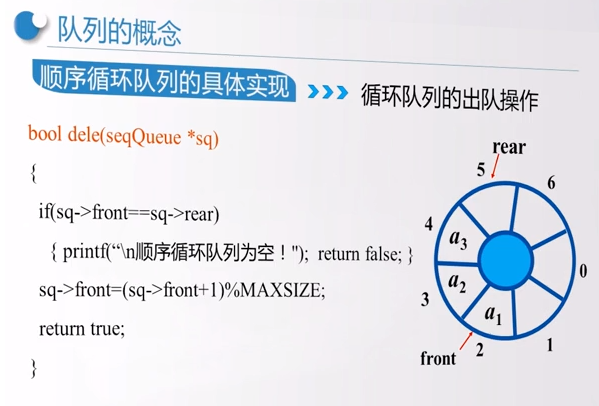 队列的概念
顺序循环队列的具体实现
循环队列的出队操作
bool dele(seqQueue *sq)
{
if(sq->front==sq->rear)
{ printf(“\n顺序循环队列为空！"); return false; }
sq->front=(sq->front+1)%MAXSIZE;
return true;
}
rear
5
6
4
a3
0
a2
3
a1
front
2
1